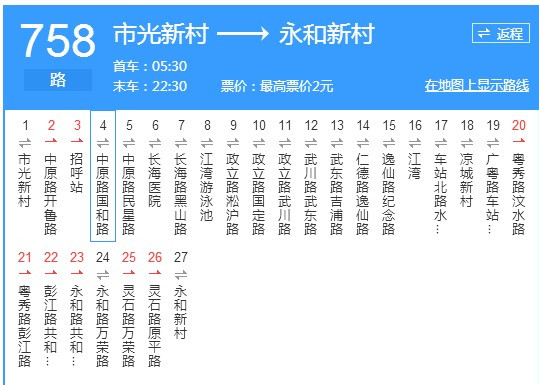 758
路
市光新村 → 永和新村
首车：05:30
末车：22:30 票价：最高票价2元
返程
在地图上显示路线
1 市光新村
2 中原路开鲁路
3 招呼站
4 中原路国和路
5 中原路民星路
6 长海医院
7 长海路黑山路
8 江湾游泳池
9 政立路淞沪路
10 政立路国定路
11 政立路武川路
12 武川路武东路
13 武东路吉浦路
14 仁德路逸仙路
15 逸仙路纪念路
16 江湾
17 车站北路水…
18 凉城新村
19 广粤路车站…
20 粤秀路汶水路
21 粤秀路彭江路
22 彭江路共和…
23 永和路共和…
24 永和路万荣路
25 灵石路万荣路
26 灵石路原平路
27 永和新村